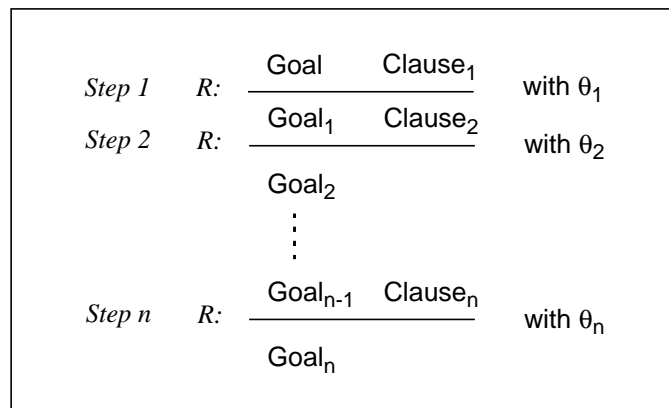 Goal Clause₁
Step 1 R: with θ₁
Goal₁ Clause₂
Step 2 R: with θ₂
Goal₂
Goalₙ₋₁ Clauseₙ
Step n R: with θₙ
Goalₙ